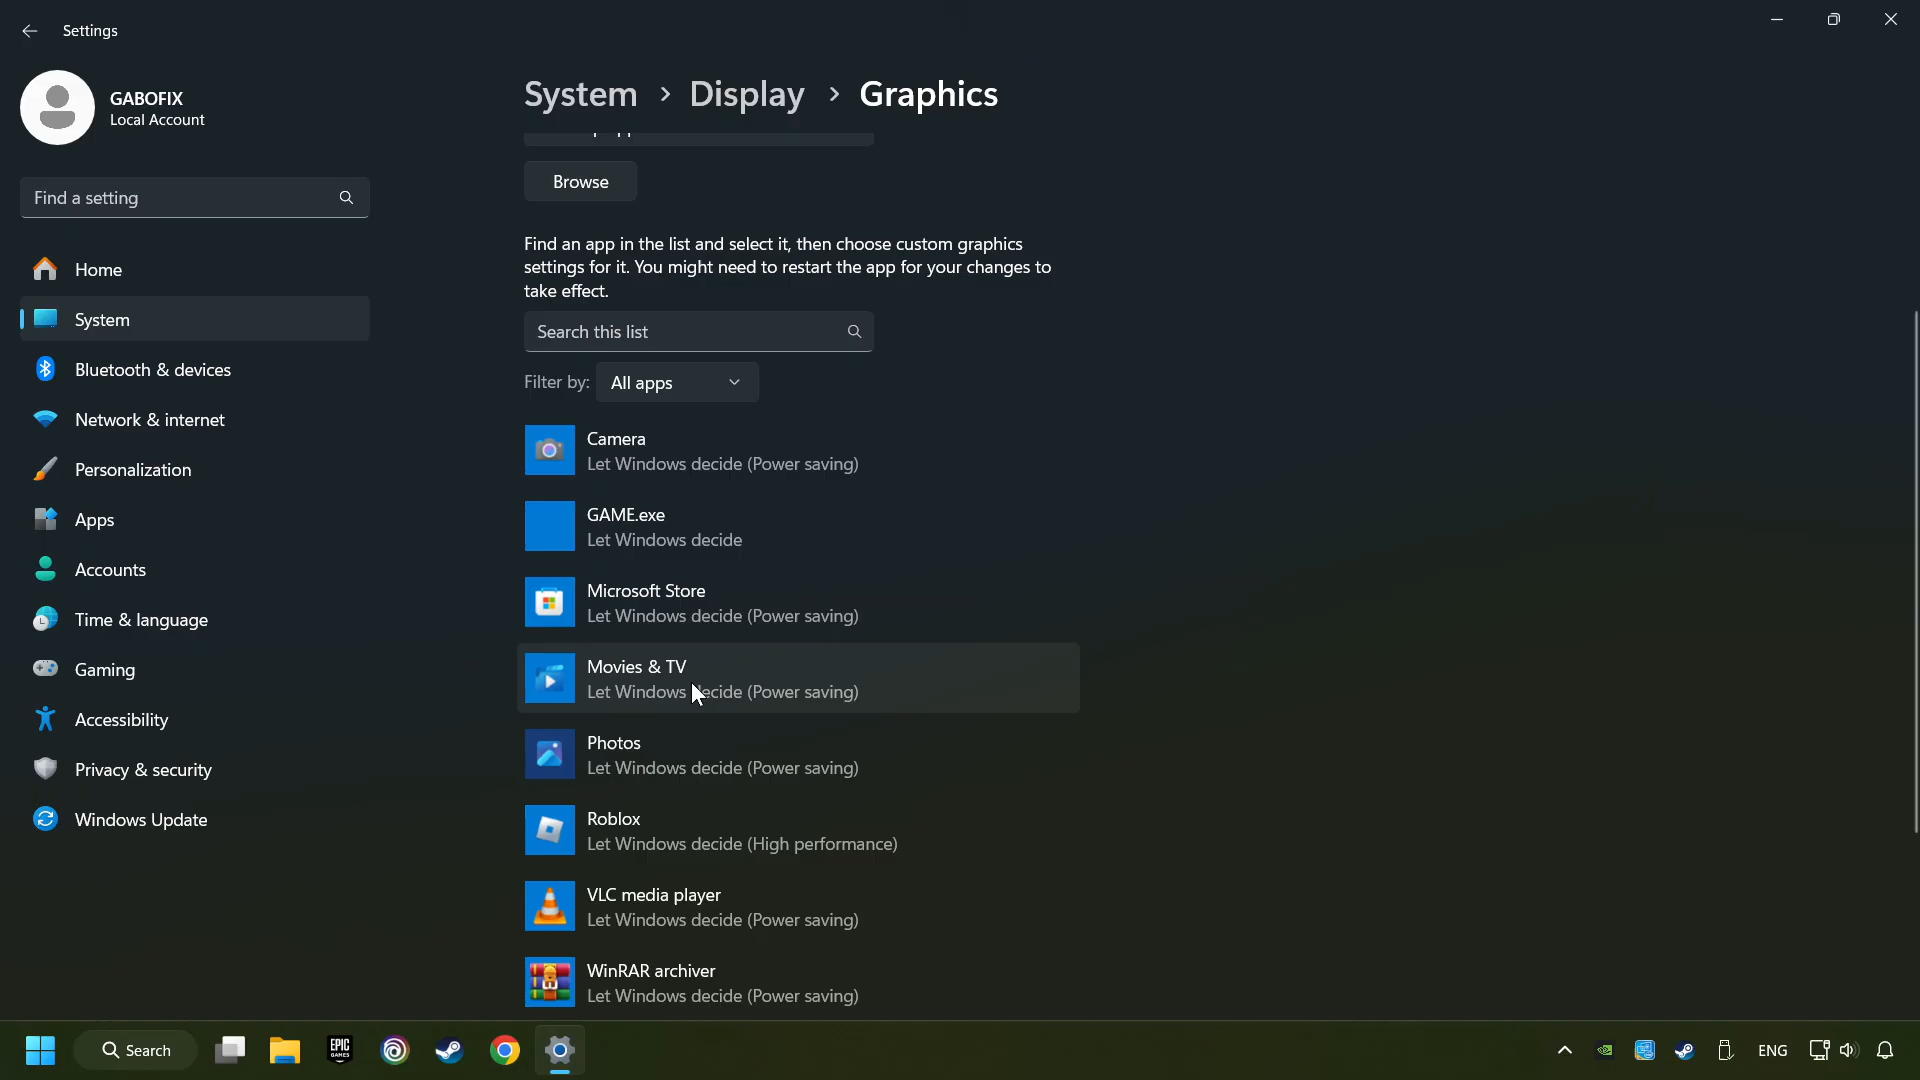 Settings
GABOFIX
Local Account
Find a setting
Home
System
Bluetooth & devices
Network & internet
Personalization
Apps
Accounts
Time & language
Gaming
Accessibility
Privacy & security
Windows Update
System > Display > Graphics
Browse
Find an app in the list and select it, then choose custom graphics
settings for it. You might need to restart the app for your changes to
take effect.
Search this list
Filter by: All apps
Camera
Let Windows decide (Power saving)
GAME.exe
Let Windows decide
Microsoft Store
Let Windows decide (Power saving)
Movies & TV
Let Windows decide (Power saving)
Photos
Let Windows decide (Power saving)
Roblox
Let Windows decide (High performance)
VLC media player
Let Windows decide (Power saving)
WinRAR archiver
Let Windows decide (Power saving)
Search
EPIC
GAMES
ENG